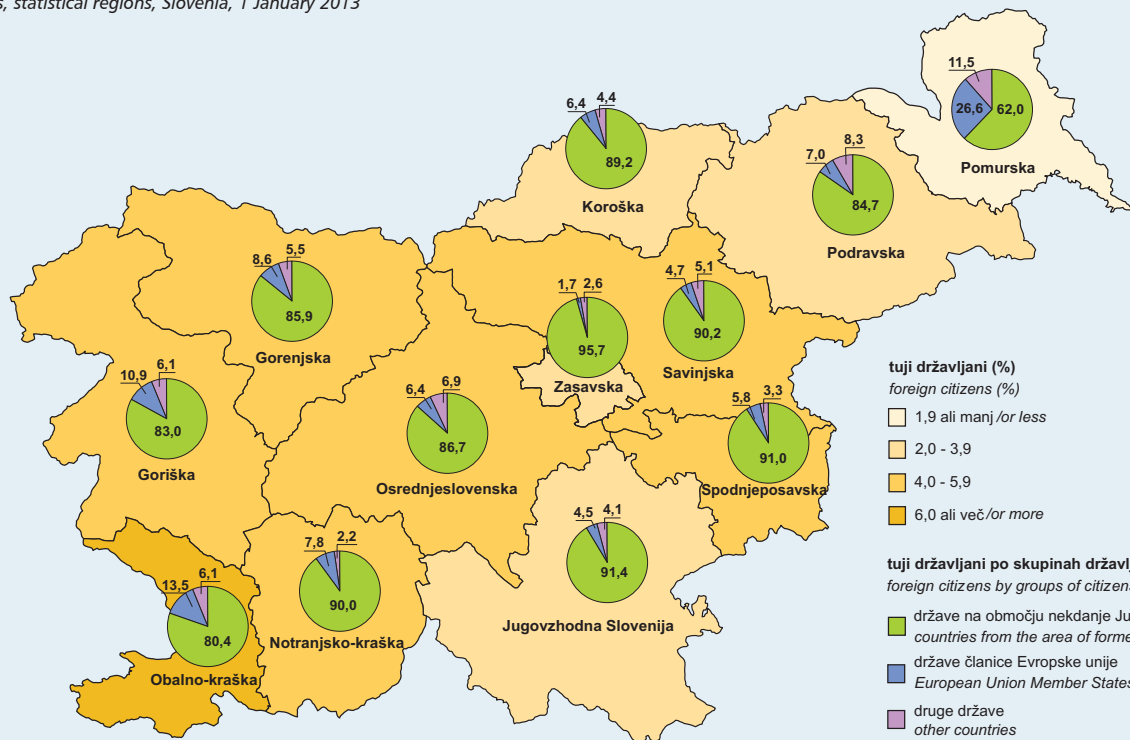 statistical regions, Slovenia, 1 January 2013
11,5
26,6
62,0
Pomurska
6,4
4,4
89,2
Koroška
7,0
8,3
84,7
Podravska
8,6
5,5
85,9
Gorenjska
1,7
2,6
95,7
Zasavska
4,7
5,1
90,2
Savinjska
10,9
6,1
83,0
Goriška
6,4
6,9
86,7
Osrednjeslovenska
5,8
3,3
91,0
Spodnjeposavska
7,8
2,2
90,0
Notranjsko-kraška
4,5
4,1
91,4
Jugovzhodna Slovenija
13,5
6,1
80,4
Obalno-kraška
tuji državljani (%)
foreign citizens (%)
1,9 ali manj /or less
2,0 - 3,9
4,0 - 5,9
6,0 ali več /or more
tuji državljani po skupinah
foreign citizens by groups of
države na območju nekdanje
countries from the area of
države članice Evropske unije
European Union Member States
druge države
other countries